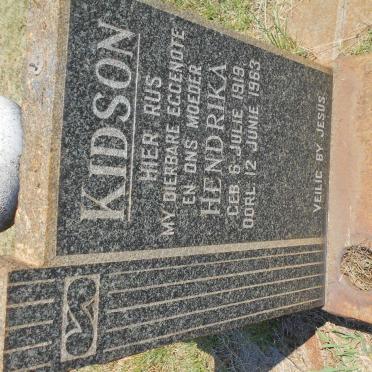 KIDSON
HIER RUS
MY DIERBARE EGGENOTE
EN ONS MOEDER
HENDRIKA
GEB. 6. JULIE 1919
OORL. 12 JUNIE 1963
VEILIG BY JESUS